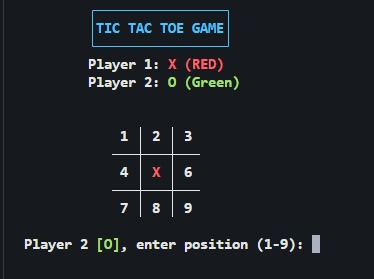 TIC TAC TOE GAME
Player 1: X (RED)
Player 2: O (Green)
1 2 3
4 X 6
7 8 9
Player 2 [O], enter position (1-9):